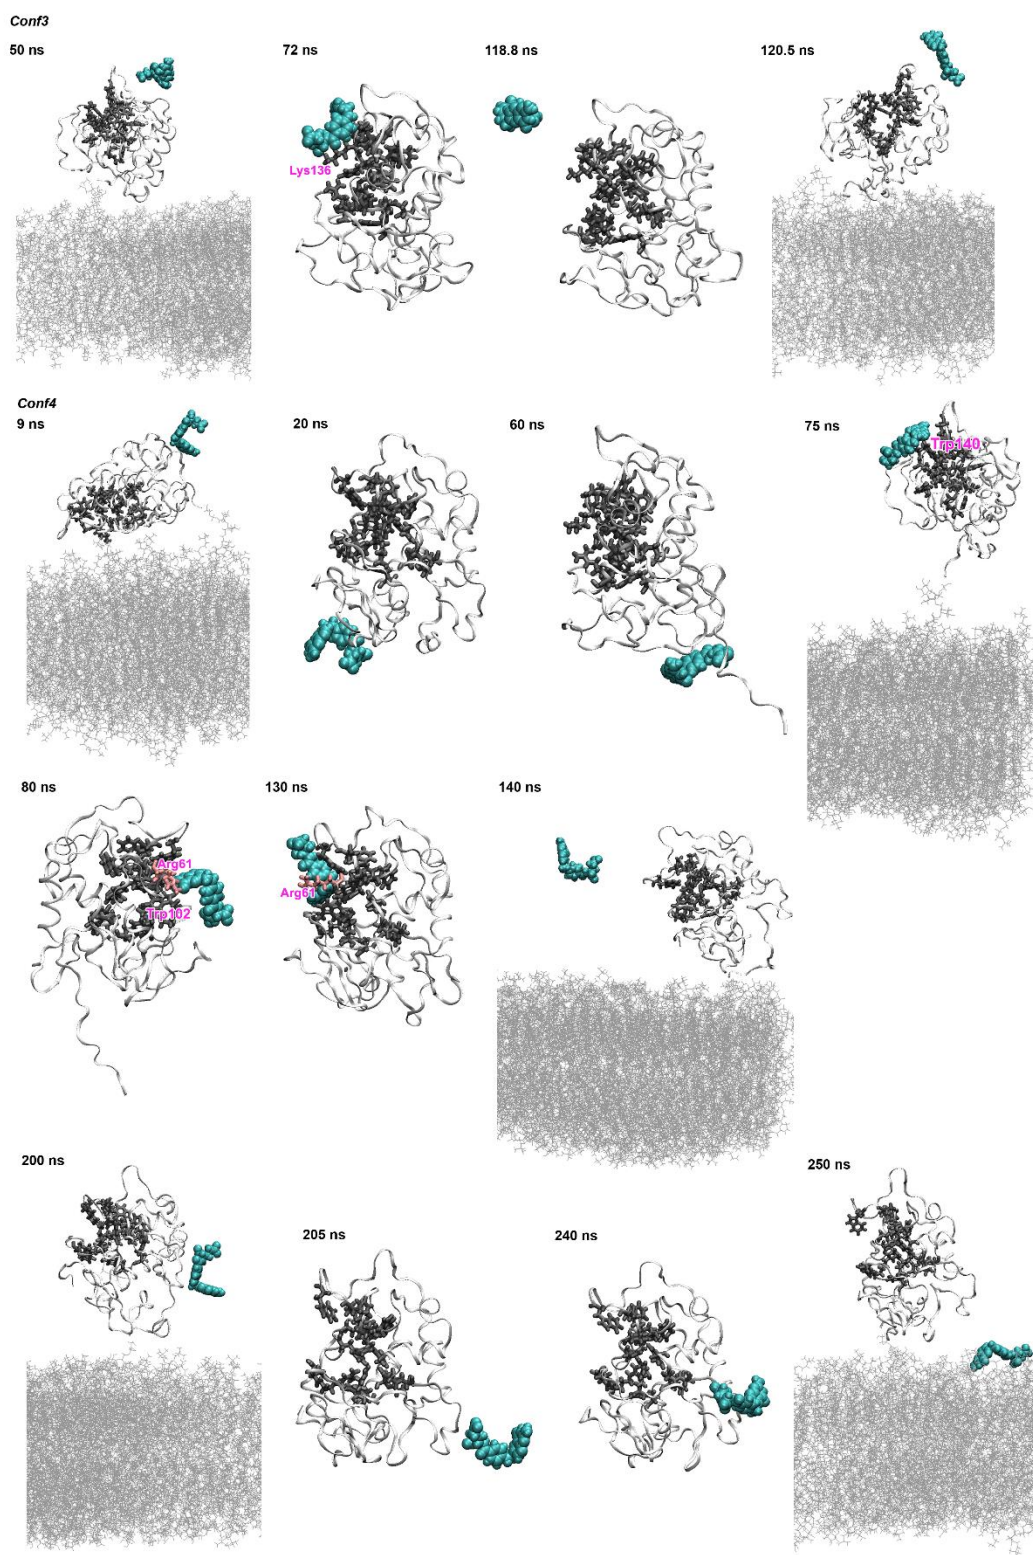 Conf3
50 ns
72 ns
118.8 ns
120.5 ns
Lys136
Conf4
9 ns
20 ns
60 ns
75 ns
Trp140
80 ns
130 ns
140 ns
Arg61
Trp102
Arg61
200 ns
250 ns
205 ns
240 ns